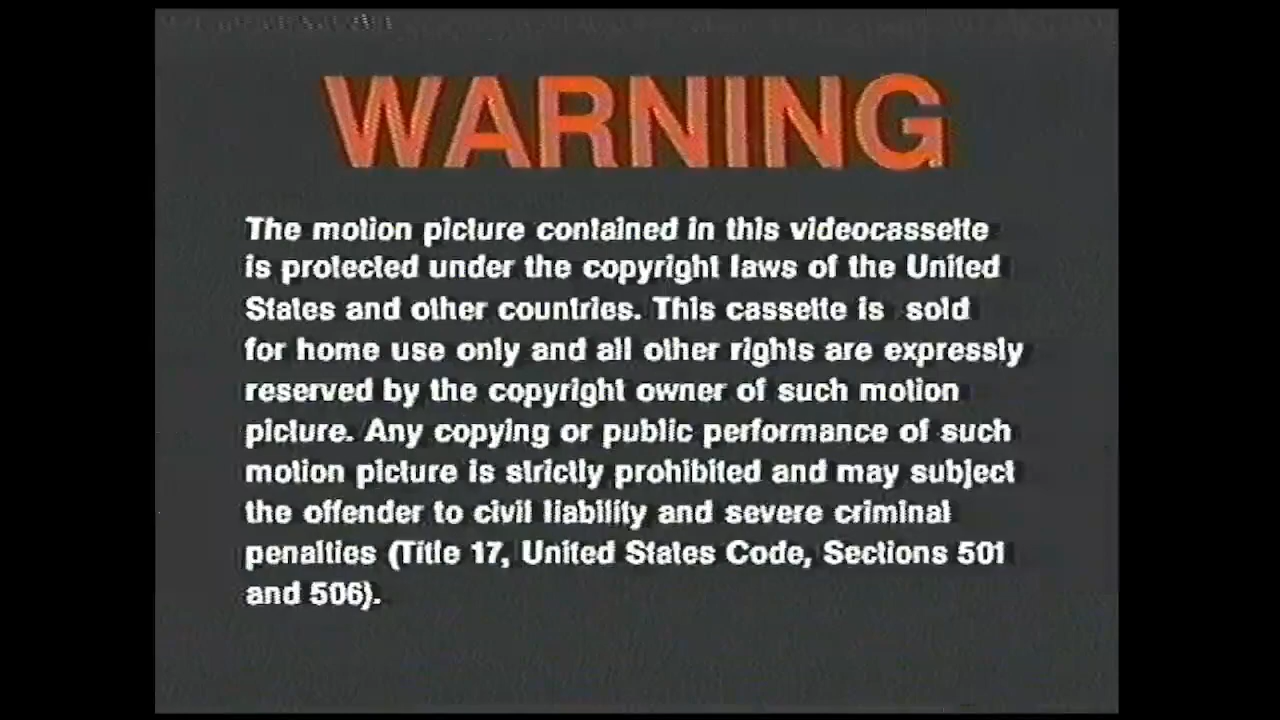 WARNING
The motion picture contained in this videocassette
is protected under the copyright laws of the United
States and other countries. This cassette is sold
for home use only and all other rights are expressly
reserved by the copyright owner of such motion
picture. Any copying or public performance of such
motion picture is strictly prohibited and may subject
the offender to civil liability and severe criminal
penalties (Title 17, United States Code, Sections 501
and 506).